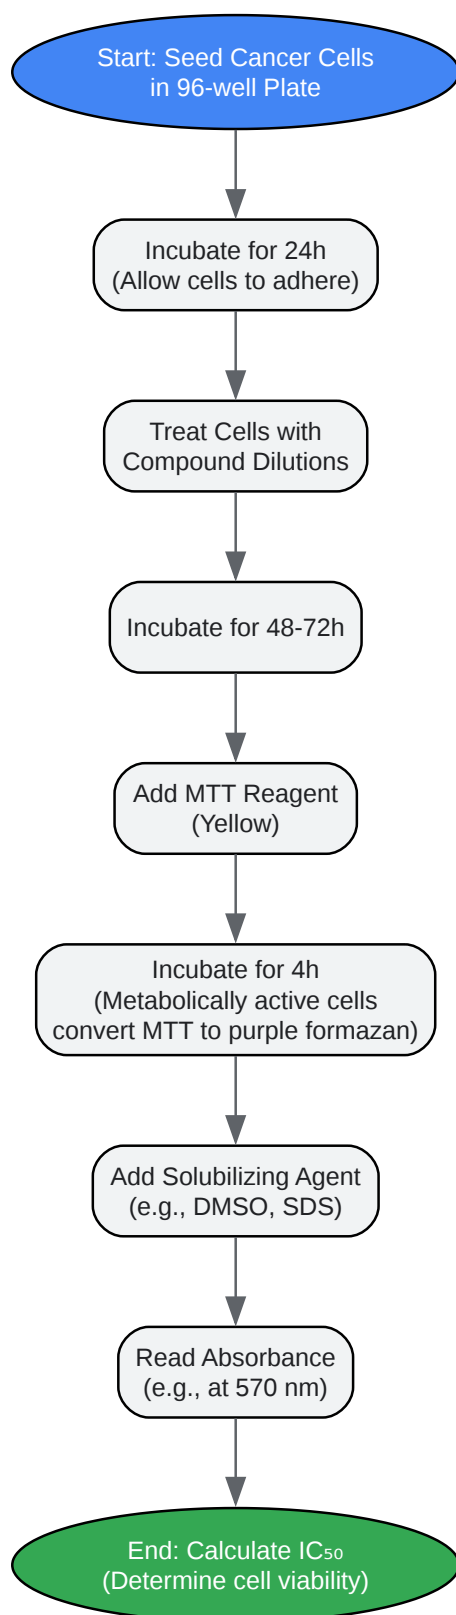 Start: Seed Cancer Cells
in 96-well Plate
Incubate for 24h
(Allow cells to adhere)
Treat Cells with
Compound Dilutions
Incubate for 48-72h
Add MTT Reagent
(Yellow)
Incubate for 4h
(Metabolically active cells
convert MTT to purple formazan)
Add Solubilizing Agent
(e.g., DMSO, SDS)
Read Absorbance
(e.g., at 570 nm)
End: Calculate IC₅₀
(Determine cell viability)